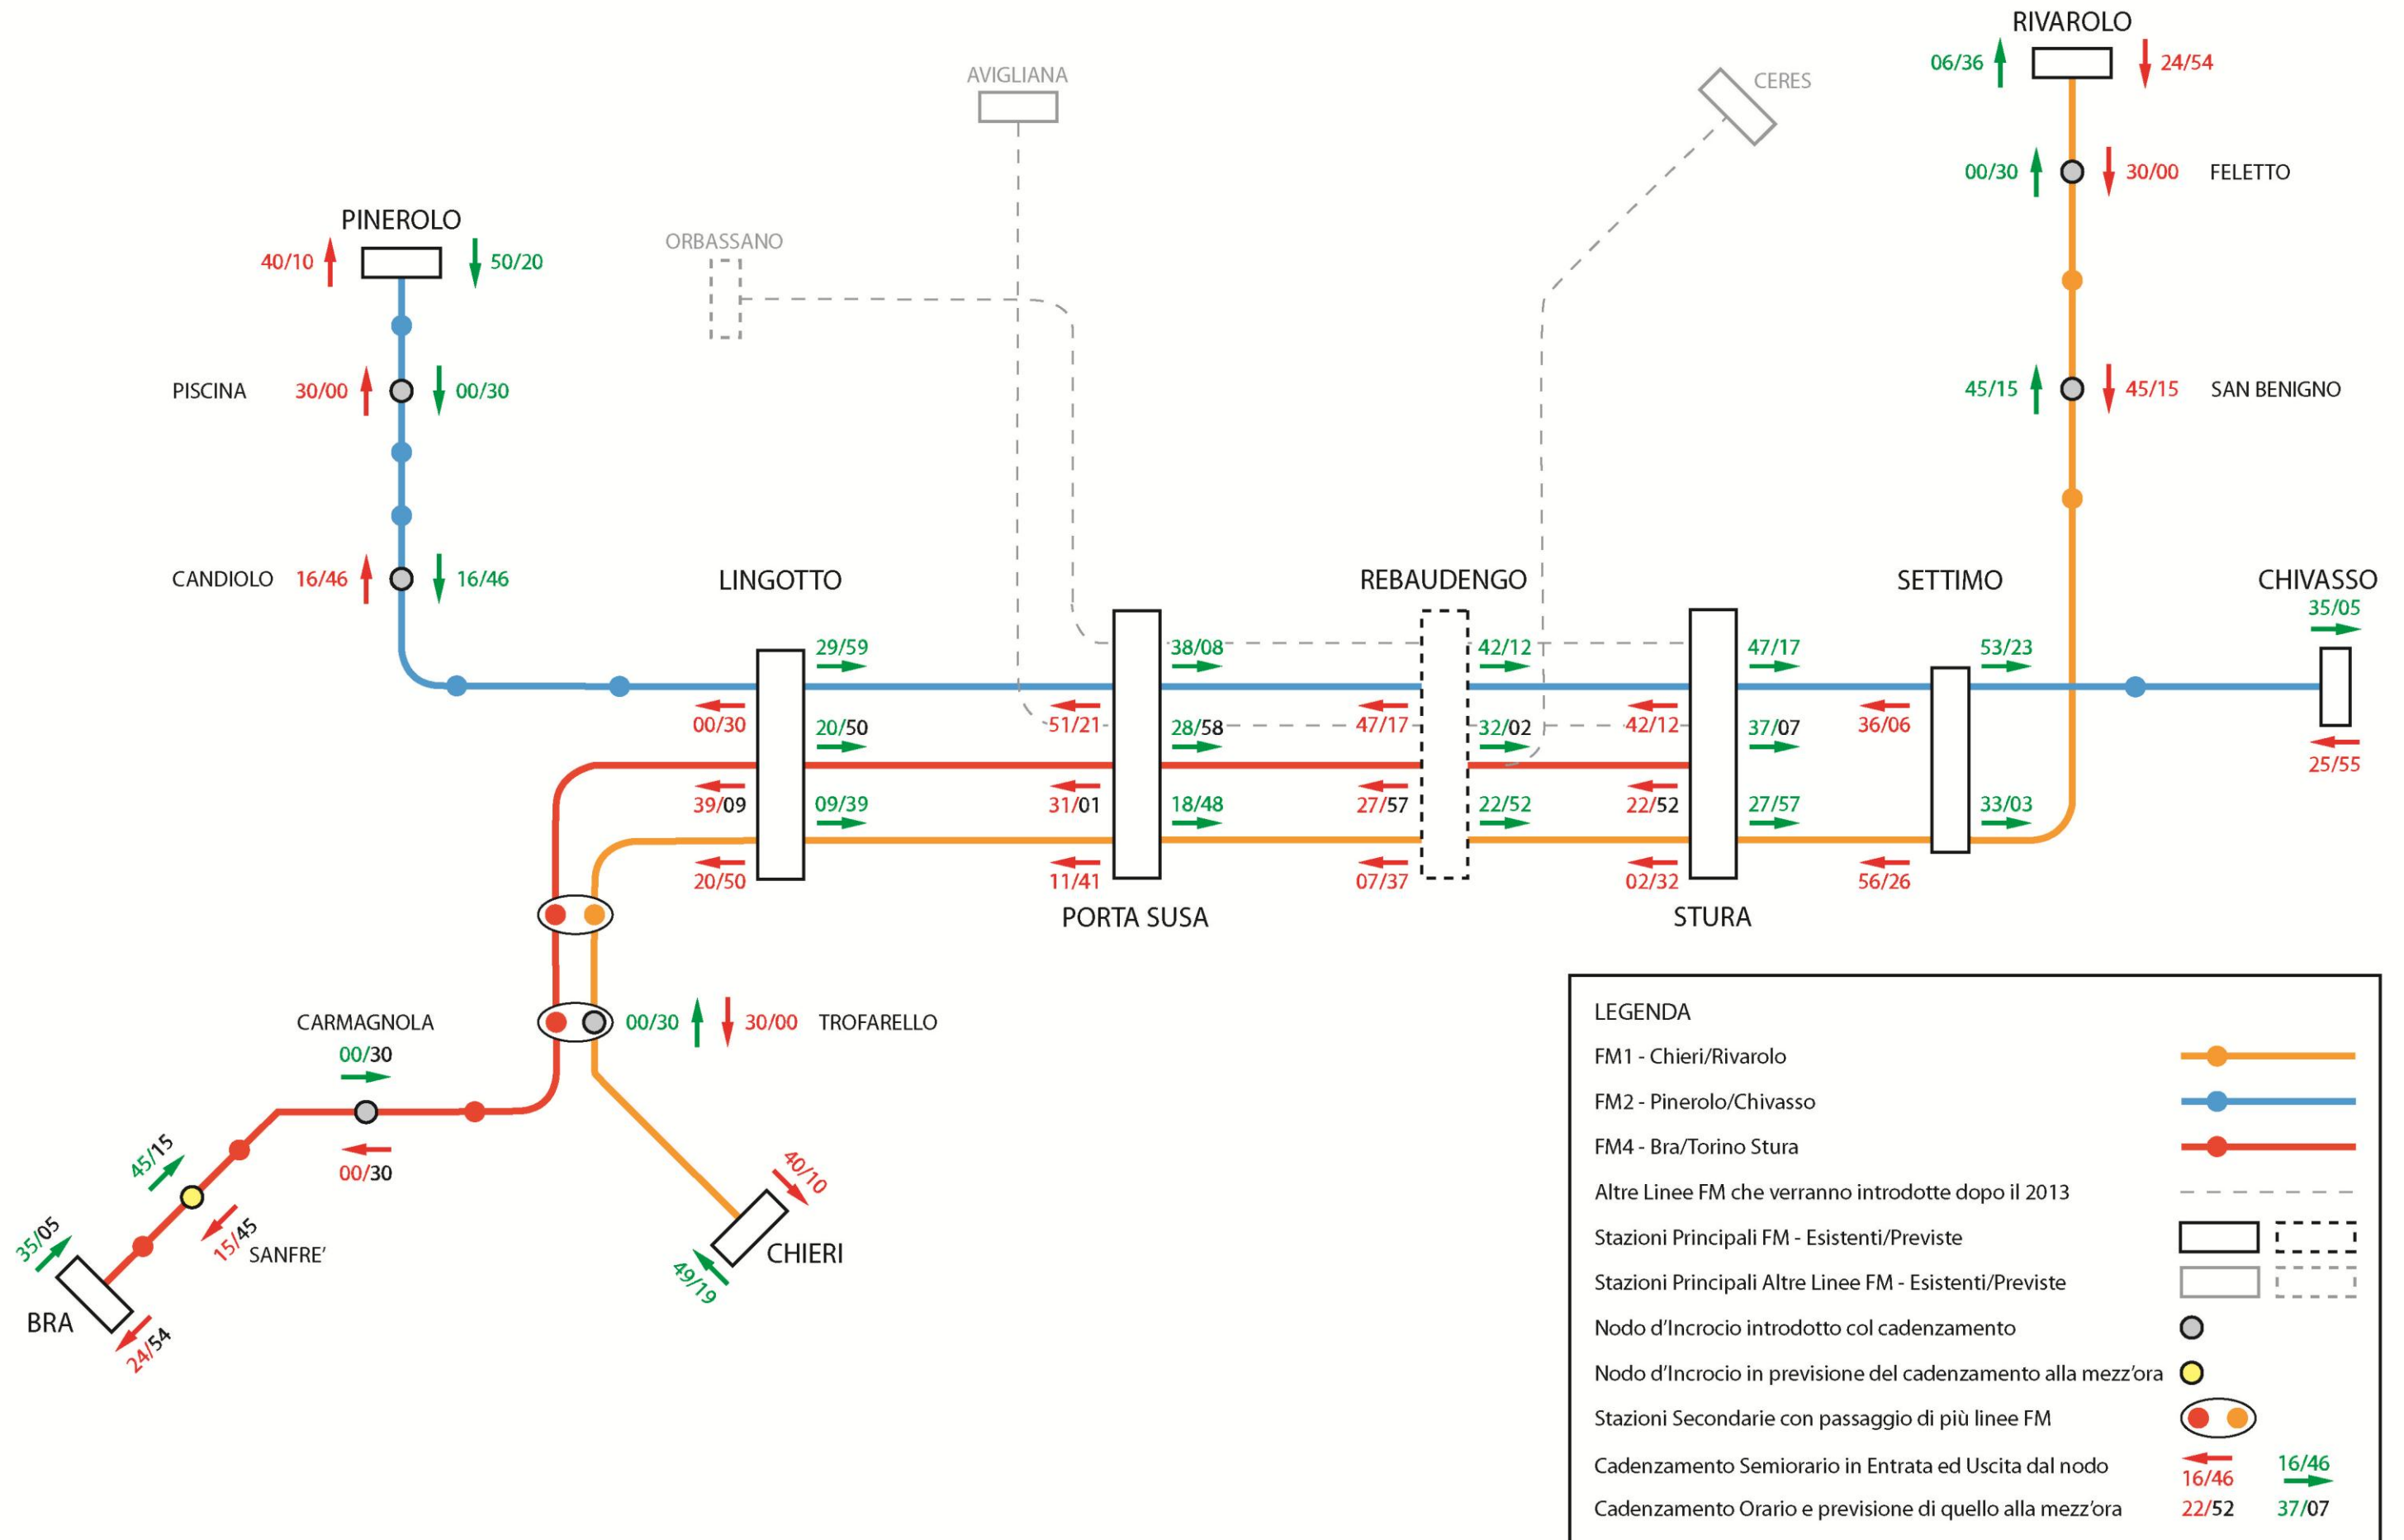 RIVAROLO
06/36
24/54
AVIGLIANA
CERES
00/30
30/00
FELETTO
PINEROLO
40/10
50/20
ORBASSANO
PISCINA
30/00
00/30
45/15
45/15
SAN BENIGNO
CANDIOLO
16/46
16/46
LINGOTTO
REBAUDENGO
SETTIMO
CHIVASSO
35/05
29/59
38/08
42/12
47/17
53/23
00/30
51/21
47/17
42/12
36/06
20/50
28/58
32/02
37/07
25/55
39/09
31/01
27/57
22/52
09/39
18/48
22/52
27/57
33/03
20/50
11/41
07/37
02/32
56/26
PORTA SUSA
STURA
CARMAGNOLA
00/30
00/30
30/00
TROFARELLO
00/30
45/15
15/45
SANFRE’
35/05
BRA
24/54
40/10
CHIERI
49/19
LEGENDA
FM1 - Chieri/Rivarolo
FM2 - Pinerolo/Chivasso
FM4 - Bra/Torino Stura
Altre Linee FM che verranno introdotte dopo il 2013
Stazioni Principali FM - Esistenti/Previste
Stazioni Principali Altre Linee FM - Esistenti/Previste
Nodo d’Incrocio introdotto col cadenzamento
Nodo d’Incrocio in previsione del cadenzamento alla mezz’ora
Stazioni Secondarie con passaggio di più linee FM
Cadenzamento Semiorario in Entrata ed Uscita dal nodo
16/46
16/46
Cadenzamento Orario e previsione di quello alla mezz’ora
22/52
37/07